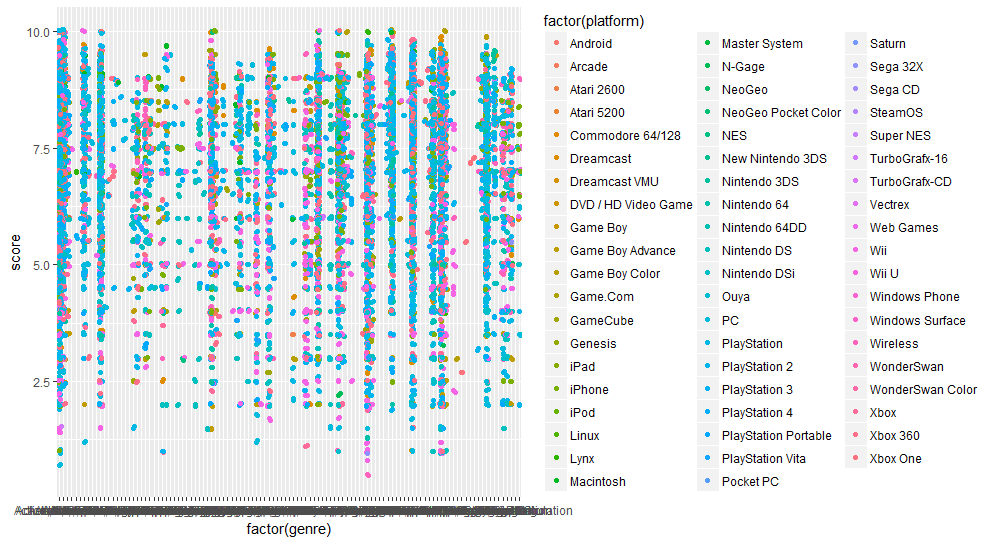 factor(platform)
Android
Arcade
Atari 2600
Atari 5200
Commodore 64/128
Dreamcast
Dreamcast VMU
DVD / HD Video Game
Game Boy
Game Boy Advance
Game Boy Color
Game.Com
GameCube
Genesis
iPad
iPhone
iPod
Linux
Lynx
Macintosh
Master System
N-Gage
NeoGeo
NeoGeo Pocket Color
NES
New Nintendo 3DS
Nintendo 3DS
Nintendo 64
Nintendo 64DD
Nintendo DS
Nintendo DSi
Ouya
PC
PlayStation
PlayStation 2
PlayStation 3
PlayStation 4
PlayStation Portable
PlayStation Vita
Pocket PC
Saturn
Sega 32X
Sega CD
SteamOS
Super NES
TurboGrafx-16
TurboGrafx-CD
Vectrex
Web Games
Wii
Wii U
Windows Phone
Windows Surface
Wireless
WonderSwan
WonderSwan Color
Xbox
Xbox 360
Xbox One
10.0
7.5
5.0
2.5
score
factor(genre)